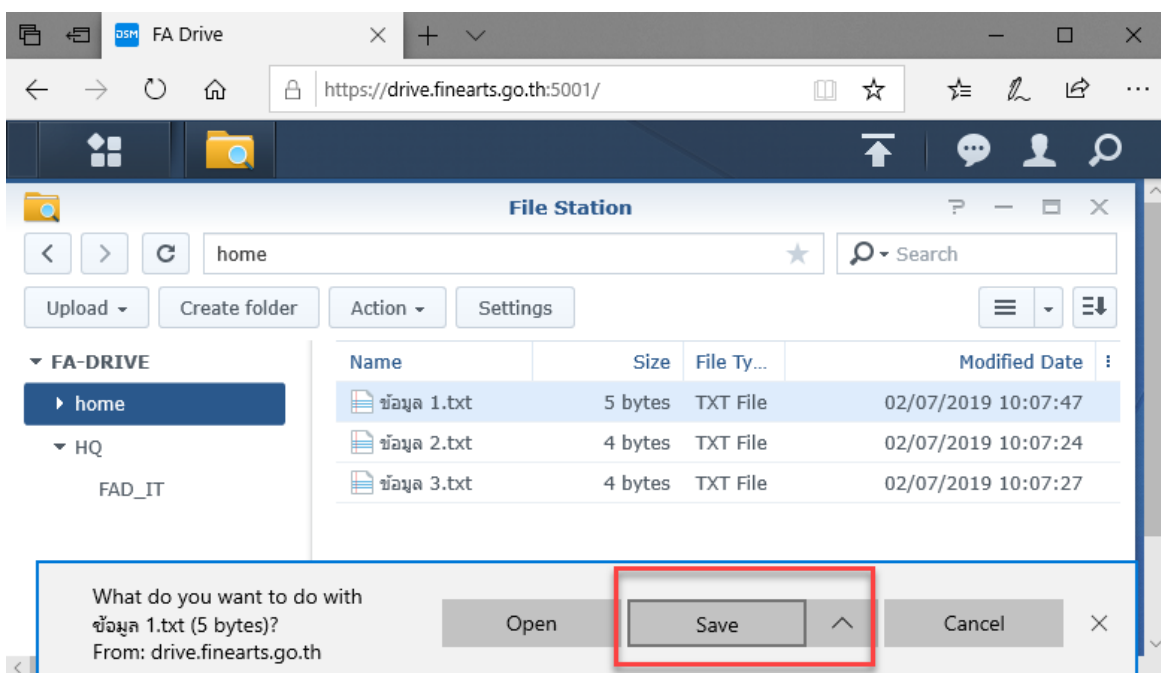 DSM FA Drive
https://drive.finearts.go.th:5001/
File Station
home
Search
Upload Create folder Action Settings
FA-DRIVE
home
HQ
FAD_IT
Name Size File Ty... Modified Date
ข้อมูล 1.txt 5 bytes TXT File 02/07/2019 10:07:47
ข้อมูล 2.txt 4 bytes TXT File 02/07/2019 10:07:24
ข้อมูล 3.txt 4 bytes TXT File 02/07/2019 10:07:27
What do you want to do with
ข้อมูล 1.txt (5 bytes)?
From: drive.finearts.go.th
Open Save Cancel